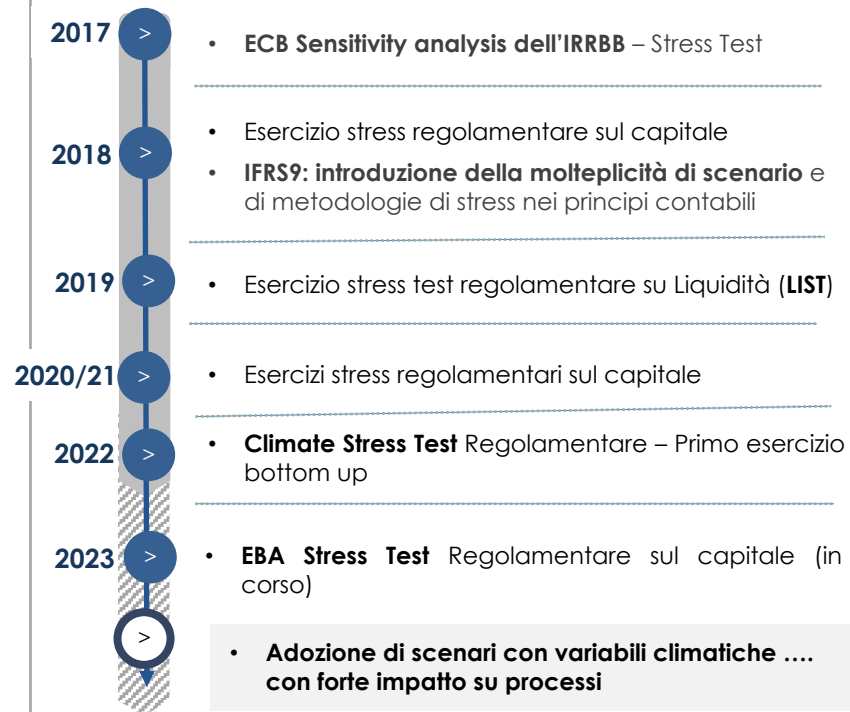 2017
>
• ECB Sensitivity analysis dell’IRRBB – Stress Test
2018
>
• Esercizio stress regolamentare sul capitale
• IFRS9: introduzione della molteplicità di scenario e
di metodologie di stress nei principi contabili
2019
>
• Esercizio stress test regolamentare su Liquidità (LIST)
2020/21
>
• Esercizi stress regolamentari sul capitale
2022
>
• Climate Stress Test Regolamentare – Primo esercizio
bottom up
2023
>
• EBA Stress Test Regolamentare sul capitale (in
corso)
>
• Adozione di scenari con variabili climatiche ….
con forte impatto su processi